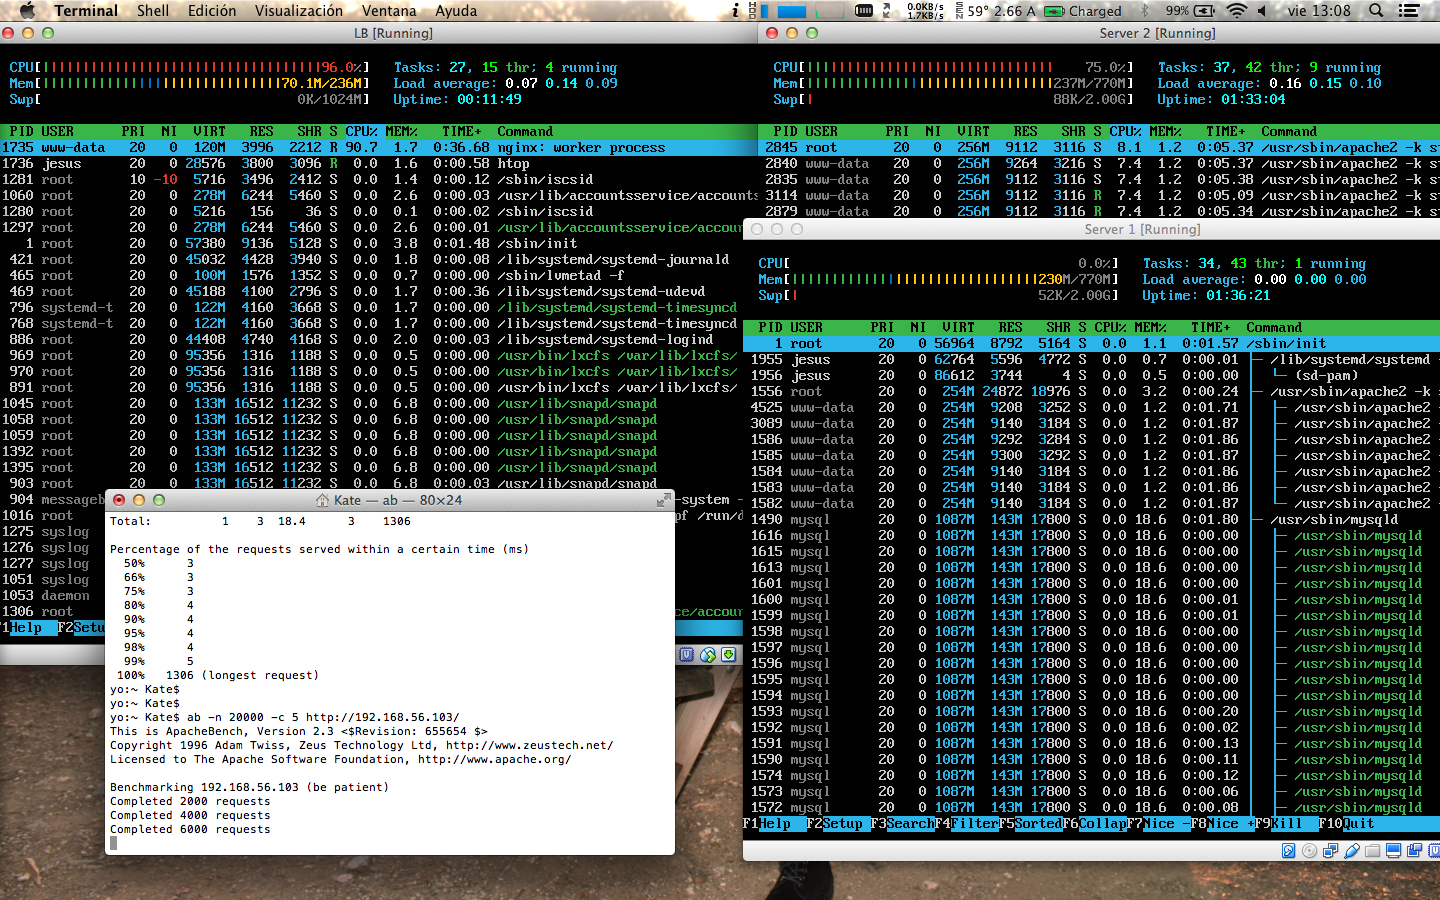 Terminal Shell Edición Visualización Ventana Ayuda
0.0KB/s
1.7KB/s
59° 2.66 A Charged 99% vie 13:08
LB [Running]
CPU[ 96.0%] Tasks: 27, 15 thr; 4 running
Mem[ 70.1M/236M] Load average: 0.07 0.14 0.09
Swp[ 0K/1024M] Uptime: 00:11:49
PID USER PRI NI VIRT RES SHR S CPU% MEM% TIME+ Command
1735 www-data 20 0 120M 3996 2212 R 90.7 1.7 0:36.68 nginx: worker process
1736 jesus 20 0 28576 3800 3096 R 0.7 1.6 0:00.58 htop
1281 root 10 -10 5716 3496 2412 S 0.0 1.4 0:00.12 /sbin/iscsid
1060 root 20 0 278M 6244 5460 S 0.0 2.6 0:00.03 /usr/lib/accountsservice/accounts
1280 root 20 0 5216 156 36 S 0.0 0.1 0:00.02 /sbin/iscsid
1297 root 20 0 278M 6244 5460 S 0.0 2.6 0:00.01 /usr/lib/accountsservice/accoun
1 root 20 0 57380 9136 5128 S 0.0 3.8 0:01.48 /sbin/init
421 root 20 0 45032 4428 3940 S 0.0 1.8 0:00.08 /lib/systemd/systemd-journald
465 root 20 0 100M 1576 1352 S 0.0 0.7 0:00.00 /sbin/lvmetad -f
469 root 20 0 45188 4100 2796 S 0.0 1.7 0:00.36 /lib/systemd/systemd-udevd
796 systemd-t 20 0 122M 4160 3668 S 0.0 1.7 0:00.00 /lib/systemd/systemd-timesyncd
768 systemd-t 20 0 122M 4160 3668 S 0.0 1.7 0:00.00 /lib/systemd/systemd-timesyncd
886 root 20 0 44408 4740 4168 S 0.0 2.0 0:00.03 /lib/systemd/systemd-logind
969 root 20 0 95356 1316 1188 S 0.0 0.5 0:00.00 /usr/bin/lxcfs /var/lib/lxcfs/
970 root 20 0 95356 1316 1188 S 0.0 0.5 0:00.00 /usr/bin/lxcfs /var/lib/lxcfs/
891 root 20 0 95356 1316 1188 S 0.0 0.5 0:00.00 /usr/bin/lxcfs /var/lib/lxcfs/
1045 root 20 0 133M 16512 11232 S 0.0 6.8 0:00.00 /usr/lib/snapd/snapd
1058 root 20 0 133M 16512 11232 S 0.0 6.8 0:00.00 /usr/lib/snapd/snapd
1059 root 20 0 133M 16512 11232 S 0.0 6.8 0:00.00 /usr/lib/snapd/snapd
1392 root 20 0 133M 16512 11232 S 0.0 6.8 0:00.00 /usr/lib/snapd/snapd
1395 root 20 0 133M 16512 11232 S 0.0 6.8 0:00.00 /usr/lib/snapd/snapd
903 root 20 0 133M 16512 11232 S 0.0 6.8 0:00.03 /usr/lib/snapd/snapd
904 messageb -system -
1016 root pf /run/d
1275 syslog
1276 syslog
1277 syslog
1051 syslog
1053 daemon
1306 root ice/accoun
F1Help F2Setu
Server 2 [Running]
CPU[ 75.0%] Tasks: 37, 42 thr; 9 running
Mem[ 237M/770M] Load average: 0.16 0.15 0.10
Swp[ 88K/2.00G] Uptime: 01:33:04
PID USER PRI NI VIRT RES SHR S CPU% MEM% TIME+ Command
2845 root 20 0 256M 9112 3116 S 8.1 1.2 0:05.37 /usr/sbin/apache2 -k st
2840 www-data 20 0 256M 9264 3216 S 7.4 1.2 0:05.37 /usr/sbin/apache2 -k st
2835 www-data 20 0 256M 9112 3116 S 7.4 1.2 0:05.38 /usr/sbin/apache2 -k st
3114 www-data 20 0 256M 9112 3116 R 7.4 1.2 0:05.09 /usr/sbin/apache2 -k st
2879 www-data 20 0 256M 9112 3116 R 7.4 1.2 0:05.34 /usr/sbin/apache2 -k st
Server 1 [Running]
CPU[ 0.0%] Tasks: 34, 43 thr; 1 running
Mem[ 230M/770M] Load average: 0.00 0.00 0.00
Swp[ 52K/2.00G] Uptime: 01:36:21
PID USER PRI NI VIRT RES SHR S CPU% MEM% TIME+ Command
1 root 20 0 56964 8792 5164 S 0.0 1.1 0:01.57 /sbin/init
1955 jesus 20 0 62764 5596 4772 S 0.0 0.7 0:00.01 /lib/systemd/systemd -
1956 jesus 20 0 86612 3744 4 S 0.0 0.5 0:00.00 (sd-pam)
1556 root 20 0 254M 24872 18976 S 0.0 3.2 0:00.24 /usr/sbin/apache2 -k s
4525 www-data 20 0 254M 9208 3252 S 0.0 1.2 0:01.71 /usr/sbin/apache2 -
3089 www-data 20 0 254M 9140 3184 S 0.0 1.2 0:01.87 /usr/sbin/apache2 -
1586 www-data 20 0 254M 9292 3284 S 0.0 1.2 0:01.86 /usr/sbin/apache2 -
1585 www-data 20 0 254M 9300 3292 S 0.0 1.2 0:01.87 /usr/sbin/apache2 -
1584 www-data 20 0 254M 9140 3184 S 0.0 1.2 0:01.86 /usr/sbin/apache2 -
1583 www-data 20 0 254M 9140 3184 S 0.0 1.2 0:01.86 /usr/sbin/apache2 -
1582 www-data 20 0 254M 9140 3184 S 0.0 1.2 0:01.87 /usr/sbin/apache2 -
1490 mysql 20 0 1087M 143M 17800 S 0.0 18.6 0:01.80 /usr/sbin/mysqld
1616 mysql 20 0 1087M 143M 17800 S 0.0 18.6 0:00.00 /usr/sbin/mysqld
1615 mysql 20 0 1087M 143M 17800 S 0.0 18.6 0:00.00 /usr/sbin/mysqld
1613 mysql 20 0 1087M 143M 17800 S 0.0 18.6 0:00.00 /usr/sbin/mysqld
1601 mysql 20 0 1087M 143M 17800 S 0.0 18.6 0:00.00 /usr/sbin/mysqld
1600 mysql 20 0 1087M 143M 17800 S 0.0 18.6 0:00.01 /usr/sbin/mysqld
1599 mysql 20 0 1087M 143M 17800 S 0.0 18.6 0:00.01 /usr/sbin/mysqld
1598 mysql 20 0 1087M 143M 17800 S 0.0 18.6 0:00.00 /usr/sbin/mysqld
1597 mysql 20 0 1087M 143M 17800 S 0.0 18.6 0:00.00 /usr/sbin/mysqld
1596 mysql 20 0 1087M 143M 17800 S 0.0 18.6 0:00.00 /usr/sbin/mysqld
1595 mysql 20 0 1087M 143M 17800 S 0.0 18.6 0:00.01 /usr/sbin/mysqld
1594 mysql 20 0 1087M 143M 17800 S 0.0 18.6 0:00.00 /usr/sbin/mysqld
1593 mysql 20 0 1087M 143M 17800 S 0.0 18.6 0:00.20 /usr/sbin/mysqld
1592 mysql 20 0 1087M 143M 17800 S 0.0 18.6 0:00.02 /usr/sbin/mysqld
1591 mysql 20 0 1087M 143M 17800 S 0.0 18.6 0:00.13 /usr/sbin/mysqld
1590 mysql 20 0 1087M 143M 17800 S 0.0 18.6 0:00.11 /usr/sbin/mysqld
1574 mysql 20 0 1087M 143M 17800 S 0.0 18.6 0:00.12 /usr/sbin/mysqld
1573 mysql 20 0 1087M 143M 17800 S 0.0 18.6 0:00.06 /usr/sbin/mysqld
1572 mysql 20 0 1087M 143M 17800 S 0.0 18.6 0:00.08 /usr/sbin/mysqld
F1Help F2Setup F3SearchF4FilterF5SortedF6CollapF7Nice -F8Nice +F9Kill F10Quit
Kate — ab — 80×24
Total: 1 3 18.4 3 1306
Percentage of the requests served within a certain time (ms)
50% 3
66% 3
75% 3
80% 4
90% 4
95% 4
98% 4
99% 5
100% 1306 (longest request)
yo:~ Kate$
yo:~ Kate$
yo:~ Kate$ ab -n 20000 -c 5 http://192.168.56.103/
This is ApacheBench, Version 2.3 <$Revision: 655654 $>
Copyright 1996 Adam Twiss, Zeus Technology Ltd, http://www.zeustech.net/
Licensed to The Apache Software Foundation, http://www.apache.org/
Benchmarking 192.168.56.103 (be patient)
Completed 2000 requests
Completed 4000 requests
Completed 6000 requests